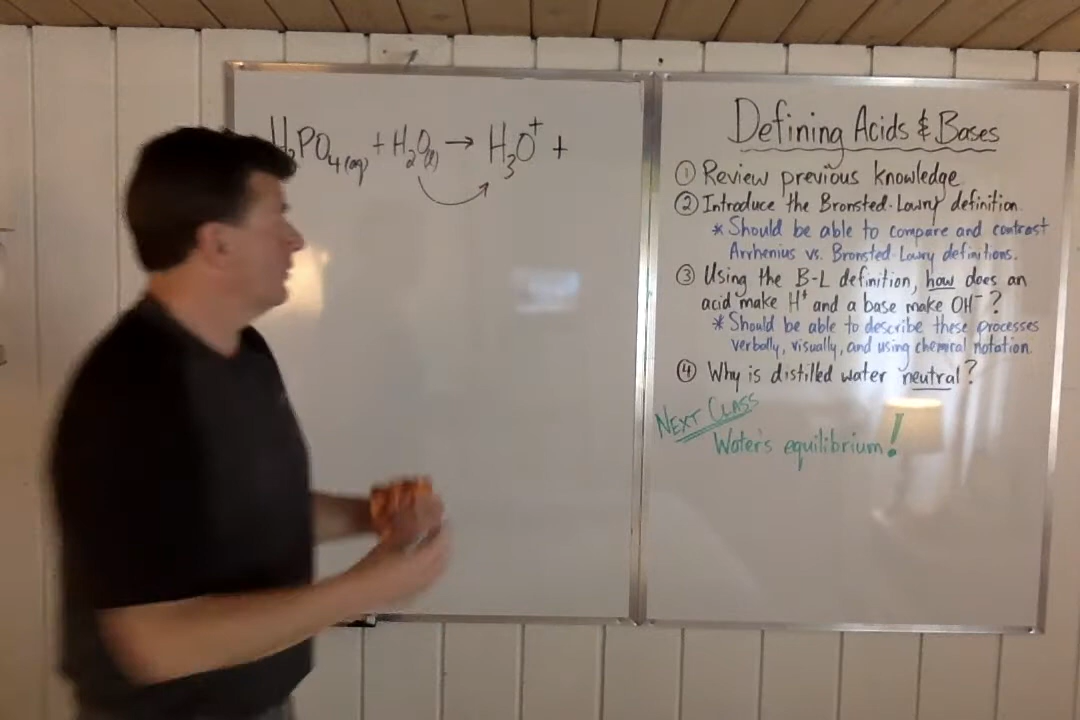 H₃PO₄(aq) + H₂O(l) → H₃O⁺ +
Defining Acids & Bases
① Review previous knowledge
② Introduce the Bronsted-Lowry definition.
* Should be able to compare and contrast
Arrhenius vs. Bronsted-Lowry definitions.
③ Using the B-L definition, how does an
acid make H⁺ and a base make OH⁻ ?
* Should be able to describe these processes
verbally, visually, and using chemical notation.
④ Why is distilled water neutral?
NEXT CLASS
Water's equilibrium!